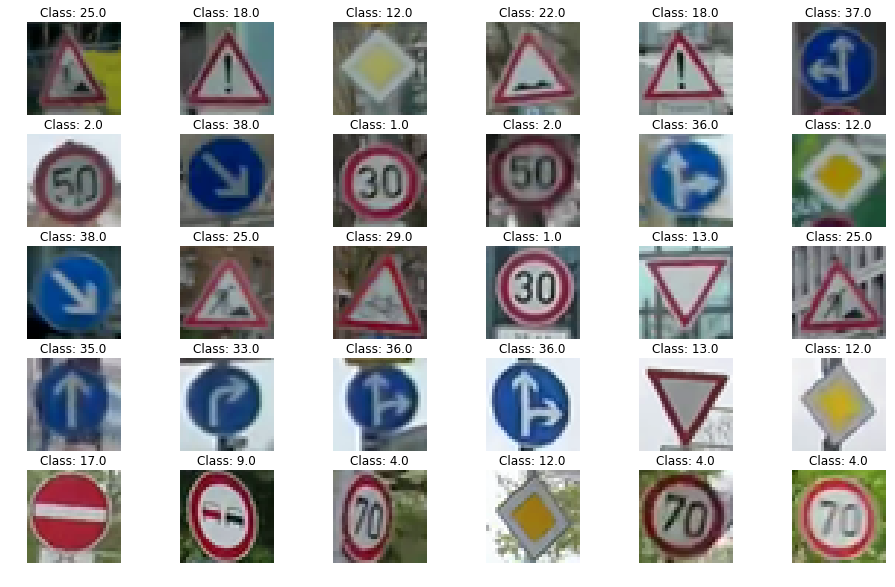 Class: 25.0 Class: 18.0 Class: 12.0 Class: 22.0 Class: 18.0 Class: 37.0
!
!
Class: 2.0 Class: 38.0 Class: 1.0 Class: 2.0 Class: 36.0 Class: 12.0
50 30 50
Class: 38.0 Class: 25.0 Class: 29.0 Class: 1.0 Class: 13.0 Class: 25.0
30
Class: 35.0 Class: 33.0 Class: 36.0 Class: 36.0 Class: 13.0 Class: 12.0
Class: 17.0 Class: 9.0 Class: 4.0 Class: 12.0 Class: 4.0 Class: 4.0
70 70 70